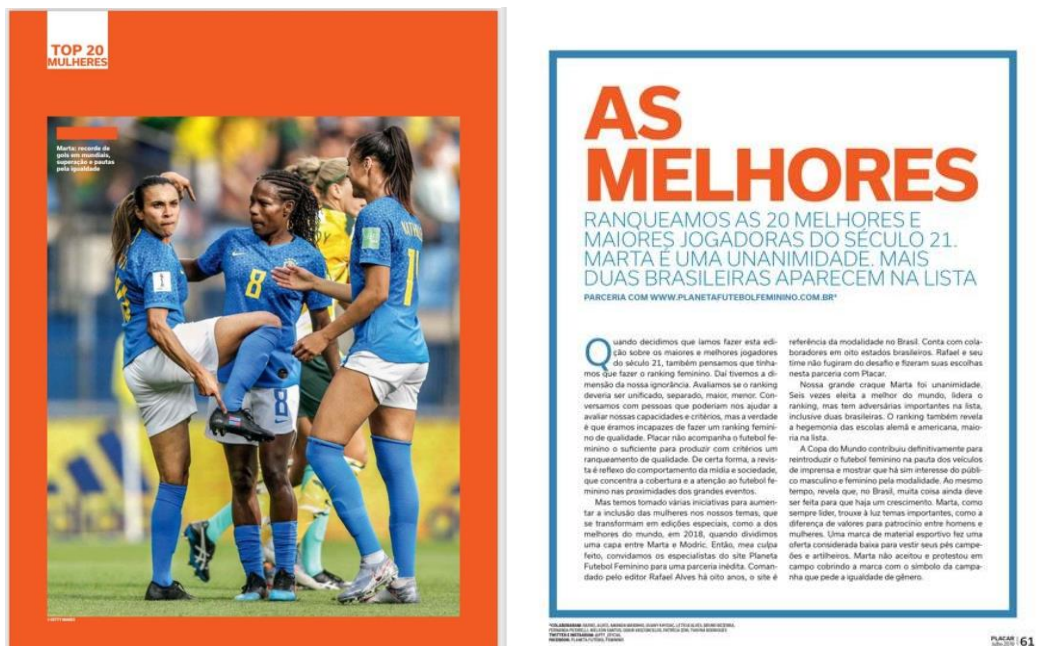 TOP 20
MULHERES
Marta: recorde de
gols em mundiais,
superação e pautas
pela igualdade
8
AS
MELHORES
RANQUEAMOS AS 20 MELHORES E
MAIORES JOGADORAS DO SÉCULO 21.
MARTA É UMA UNANIMIDADE. MAIS
DUAS BRASILEIRAS APARECEM NA LISTA
PARCERIA COM WWW.PLANETAFUTEBOLFEMININO.COM.BR*
Quando decidimos que íamos fazer esta edi-
ção sobre os maiores e melhores jogadores
do século 21, também pensamos que tínha-
mos que fazer o ranking feminino. Daí tivemos a di-
mensão da nossa ignorância. Avaliamos se o ranking
deveria ser unificado, separado, maior, menor. Con-
versamos com pessoas que poderiam nos ajudar a
avaliar nossas capacidades e critérios, mas a verdade
é que éramos incapazes de fazer um ranking femini-
no de qualidade. Placar não acompanha o futebol fe-
minino o suficiente para produzir com critérios um
ranqueamento de qualidade. De certa forma, a revis-
ta é reflexo do comportamento da mídia e sociedade,
que concentra a cobertura e a atenção ao futebol fe-
minino nas proximidades dos grandes eventos.
Mas temos tomado várias iniciativas para aumen-
tar a inclusão das mulheres nos nossos temas, que
se transformam em edições especiais, como a dos
melhores do mundo, em 2018, quando dividimos
uma capa entre Marta e Modric. Então, mea culpa
feito, convidamos os especialistas do site Planeta
Futebol Feminino para uma parceria inédita. Coman-
dado pelo editor Rafael Alves há oito anos, o site é
referência da modalidade no Brasil. Conta com cola-
boradores em oito estados brasileiros. Rafael e seu
time não fugiram do desafio e fizeram suas escolhas
nesta parceria com Placar.
Nossa grande craque Marta foi unanimidade.
Seis vezes eleita a melhor do mundo, lidera o
ranking, mas tem adversárias importantes na lista,
inclusive duas brasileiras. O ranking também revela
a hegemonia das escolas alemã e americana, maio-
ria na lista.
A Copa do Mundo contribuiu definitivamente para
reintroduzir o futebol feminino na pauta dos veículos
de imprensa e mostrar que há sim interesse do públi-
co masculino e feminino pela modalidade. Ao mesmo
tempo, revela que, no Brasil, muita coisa ainda deve
ser feita para que haja um crescimento. Marta, como
sempre líder, trouxe à luz temas importantes, como a
diferença de valores para patrocínio entre homens e
mulheres. Uma marca de material esportivo fez uma
oferta considerada baixa para vestir seus pés campe-
ões e artilheiros. Marta não aceitou e protestou em
campo cobrindo a marca com o símbolo da campa-
nha que pede a igualdade de gênero.
PLACAR
61